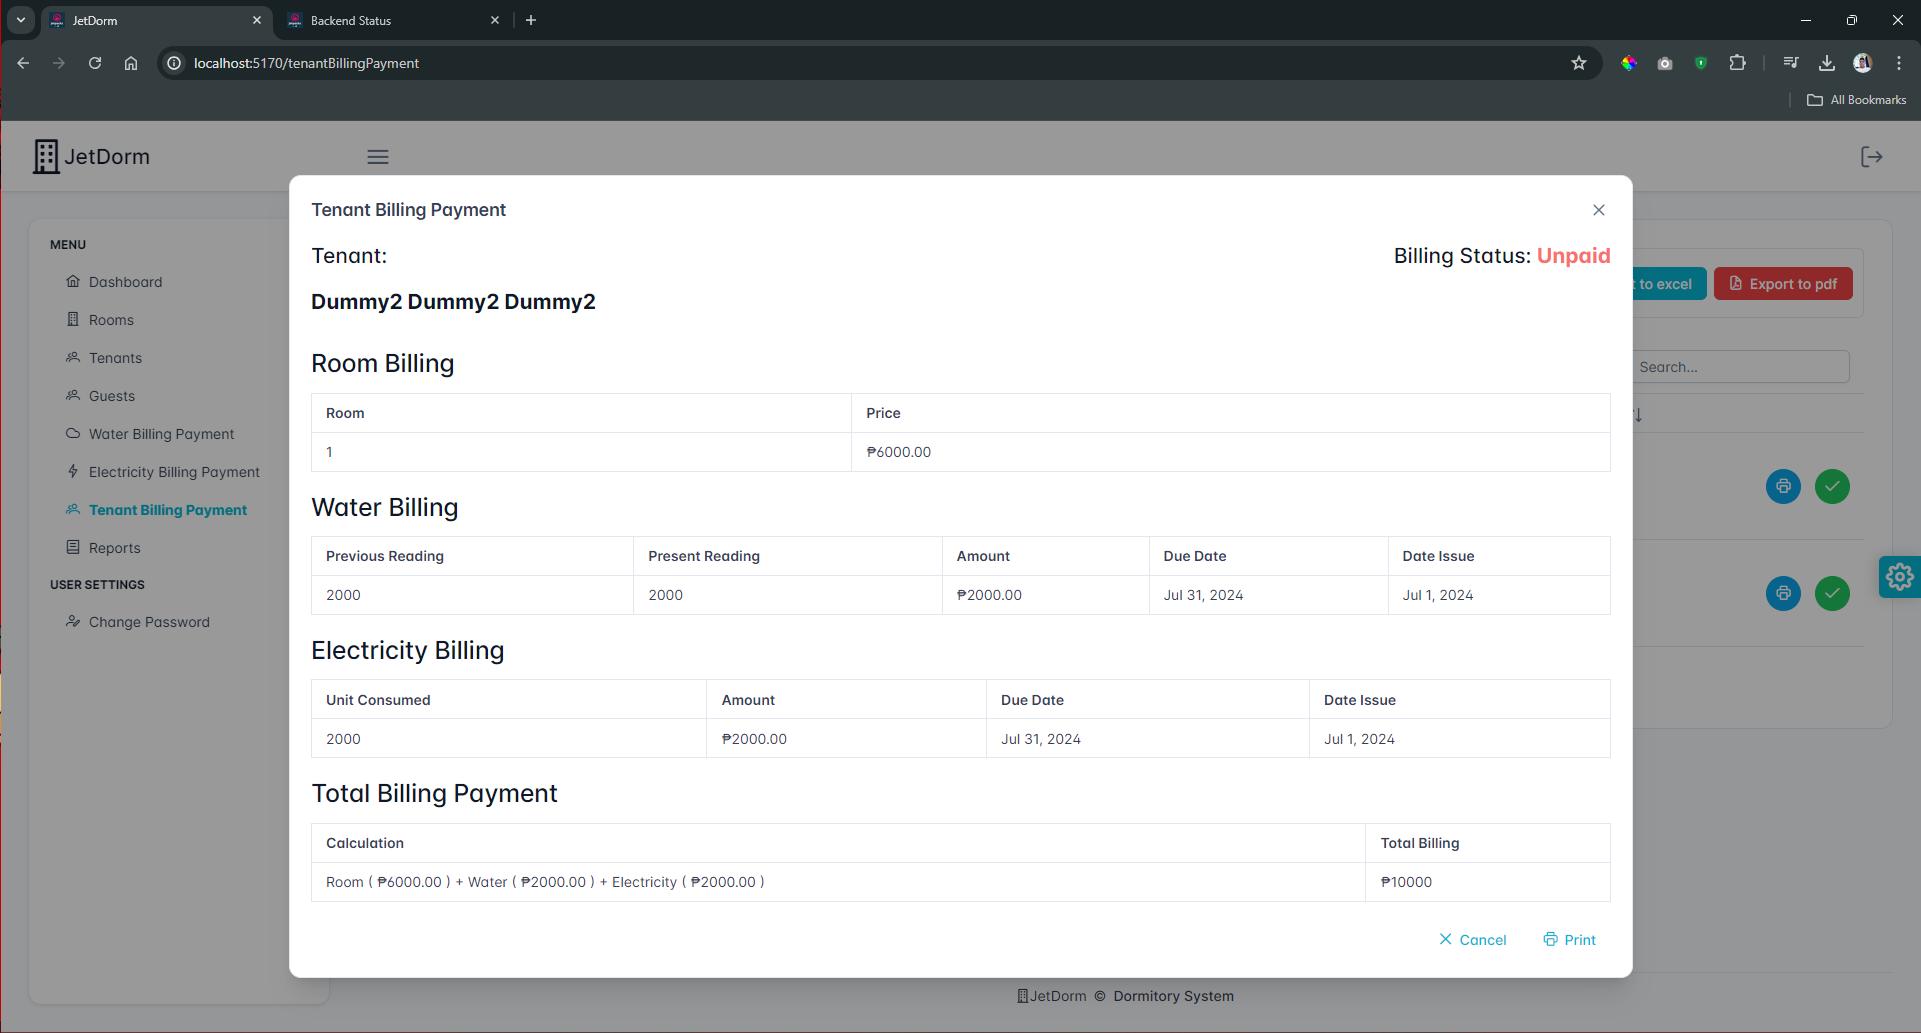 JetDorm
Backend Status
localhost:5170/tenantBillingPayment
All Bookmarks
JetDorm
MENU
Dashboard
Rooms
Tenants
Guests
Water Billing Payment
Electricity Billing Payment
Tenant Billing Payment
Reports
USER SETTINGS
Change Password
to excel
Export to pdf
Search...
Tenant Billing Payment
Tenant:
Billing Status: Unpaid
Dummy2 Dummy2 Dummy2
Room Billing
Room Price
1 ₱6000.00
Water Billing
Previous Reading Present Reading Amount Due Date Date Issue
2000 2000 ₱2000.00 Jul 31, 2024 Jul 1, 2024
Electricity Billing
Unit Consumed Amount Due Date Date Issue
2000 ₱2000.00 Jul 31, 2024 Jul 1, 2024
Total Billing Payment
Calculation Total Billing
Room ( ₱6000.00 ) + Water ( ₱2000.00 ) + Electricity ( ₱2000.00 ) ₱10000
Cancel Print
JetDorm © Dormitory System